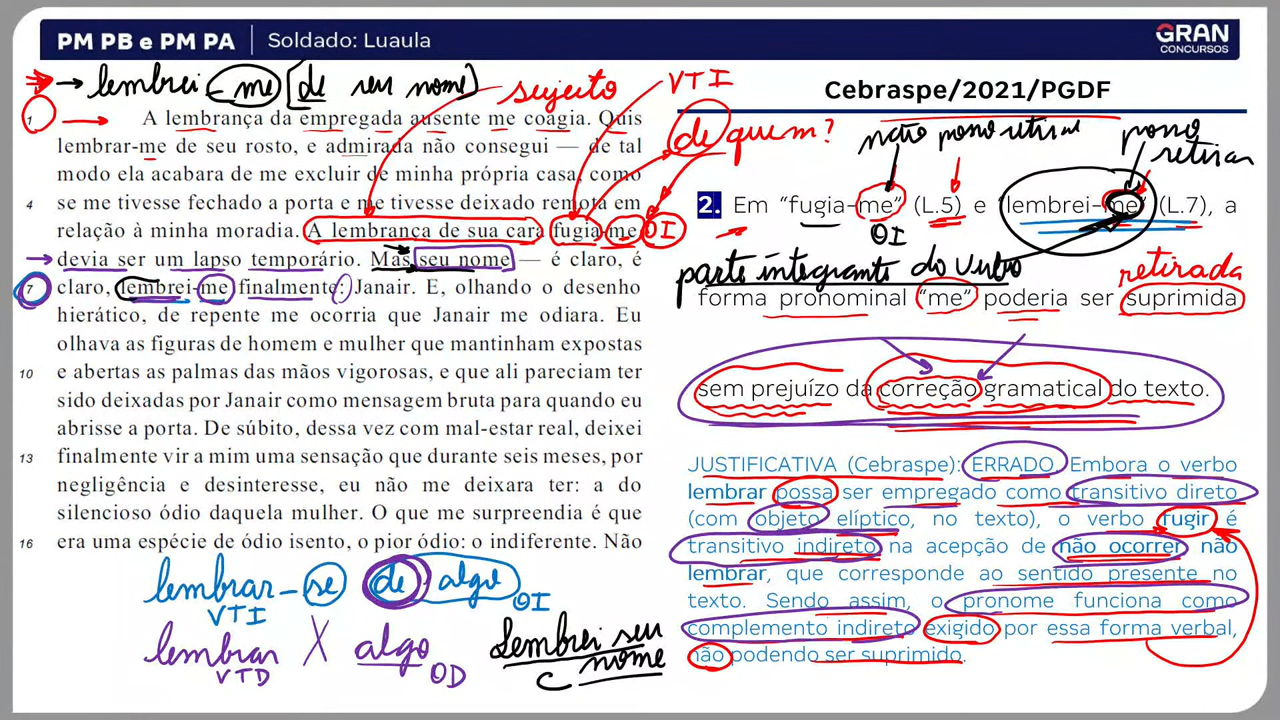 PM PB e PM PA | Soldado: Luaula
GRAN
CONCURSOS
→ lembrei-me [de seu nome]
sujeito
VTI
1 A lembrança da empregada ausente me coagia. Quis
lembrar-me de seu rosto, e admirada não consegui — de tal
modo ela acabara de me excluir de minha própria casa, como
4 se me tivesse fechado a porta e me tivesse deixado remota em
relação à minha moradia. A lembrança de sua cara fugia-me,
OI
devia ser um lapso temporário. Mas seu nome — é claro, é
7 claro, lembrei-me finalmente: Janair. E, olhando o desenho
hierático, de repente me ocorria que Janair me odiara. Eu
olhava as figuras de homem e mulher que mantinham expostas
10 e abertas as palmas das mãos vigorosas, e que ali pareciam ter
sido deixadas por Janair como mensagem bruta para quando eu
abrisse a porta. De súbito, dessa vez com mal-estar real, deixei
13 finalmente vir a mim uma sensação que durante seis meses, por
negligência e desinteresse, eu não me deixara ter: a do
silencioso ódio daquela mulher. O que me surpreendia é que
16 era uma espécie de ódio isento, o pior ódio: o indiferente. Não
lembrar-se de algo
VTI
OI
lembrar X algo
VTD
OD
Lembrei seu
nome
C
Cebraspe/2021/PGDF
de quem?
não posso retirar
posso
retirar
2. Em “fugia-me” (L.5) e “lembrei-me” (L.7), a
OI
parte integrante do verbo
retirada
forma pronominal “me” poderia ser suprimida
sem prejuízo da correção gramatical do texto.
JUSTIFICATIVA (Cebraspe): ERRADO. Embora o verbo
lembrar possa ser empregado como transitivo direto
(com objeto elíptico, no texto), o verbo fugir é
transitivo indireto na acepção de não ocorrer não
lembrar, que corresponde ao sentido presente no
texto. Sendo assim, o pronome funciona como
complemento indireto exigido por essa forma verbal,
não podendo ser suprimido.